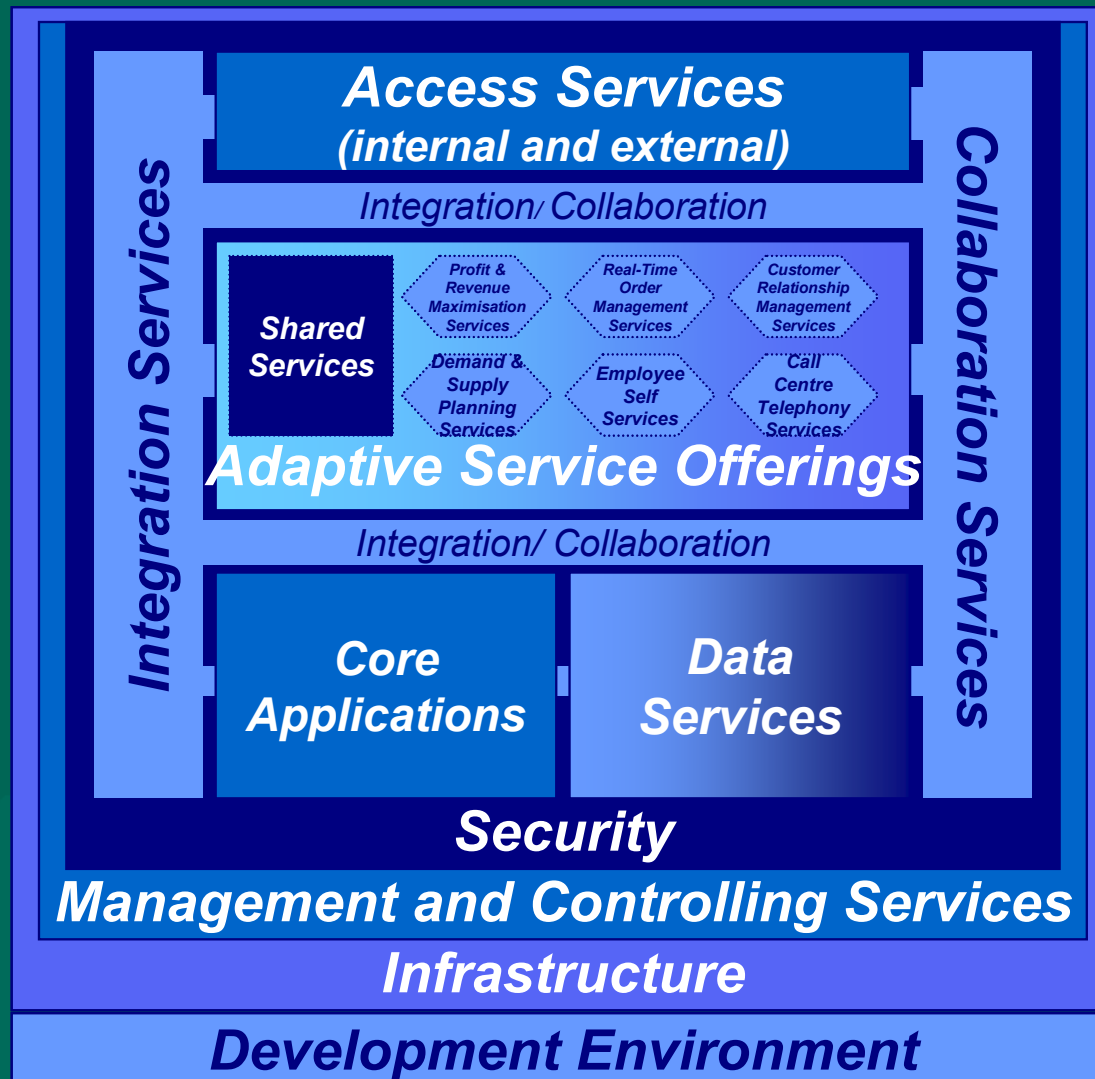 Access Services
(internal and external)
Integration Services
Collaboration Services
Integration/ Collaboration
Shared
Services
Profit &
Revenue
Maximisation
Services
Real-Time
Order
Management
Services
Customer
Relationship
Management
Services
Demand &
Supply
Planning
Services
Employee
Self
Services
Call
Centre
Telephony
Services
Adaptive Service Offerings
Integration/ Collaboration
Core
Applications
Data
Services
Security
Management and Controlling Services
Infrastructure
Development Environment